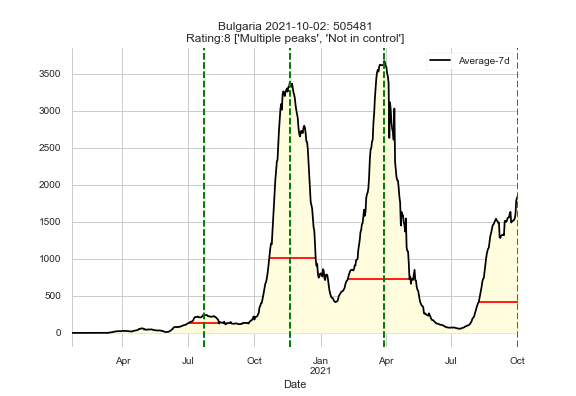 Bulgaria 2021-10-02: 505481
Rating:8 ['Multiple peaks', 'Not in control']
Average-7d
3500
3000
2500
2000
1500
1000
500
0
Apr Jul Oct Jan Apr Jul Oct
2021
Date